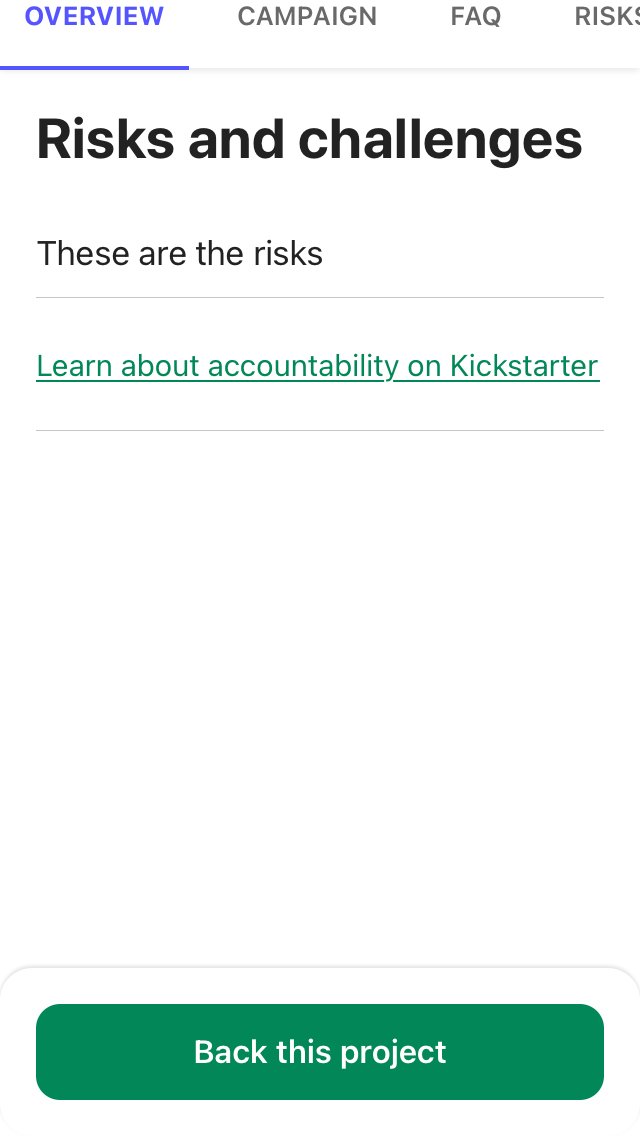 OVERVIEW CAMPAIGN FAQ RISKS
Risks and challenges
These are the risks
Learn about accountability on Kickstarter
Back this project